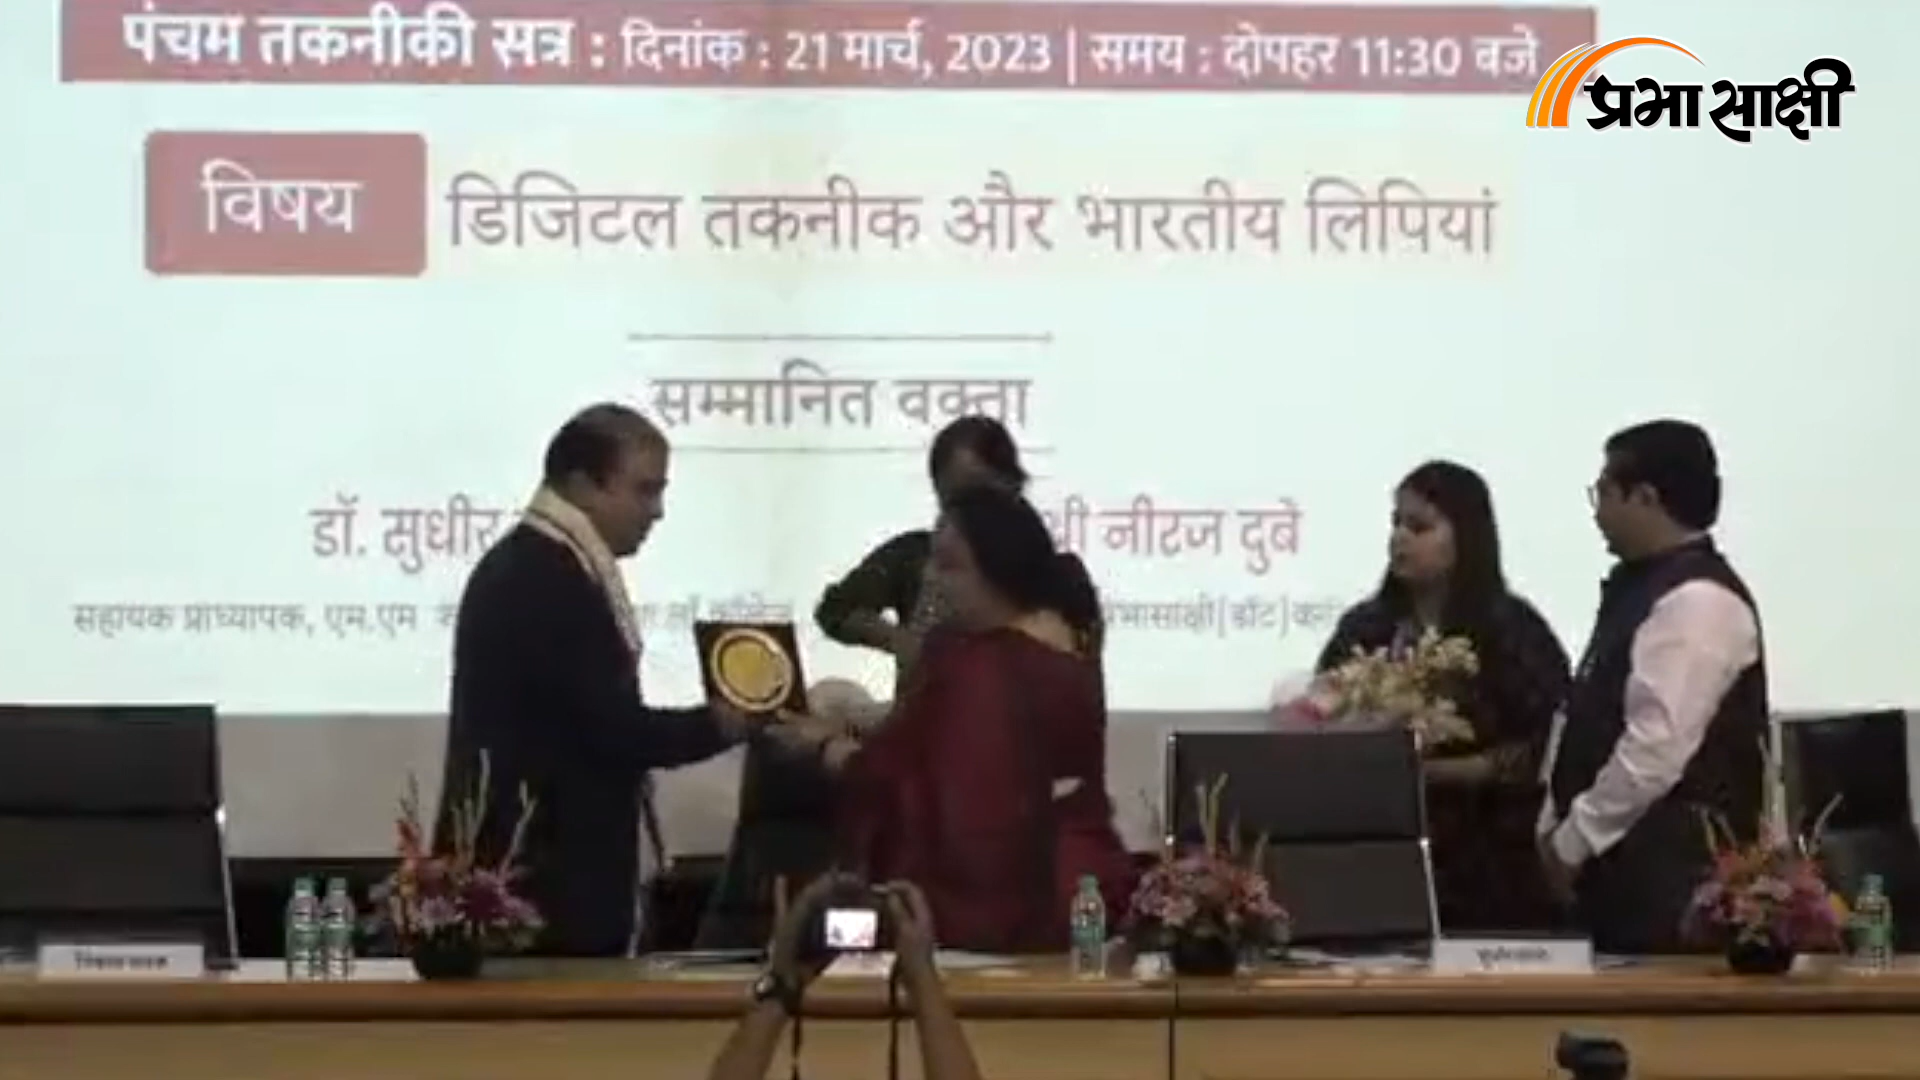 पंचम तकनीकी सत्र : दिनांक : 21 मार्च, 2023 | समय : दोपहर 11:30 बजे
प्रभासाक्षी
विषय डिजिटल तकनीक और भारतीय लिपियां
सम्मानित वक्ता
डॉ. सुधीर श्री नीरज दुबे
सहायक प्राध्यापक, एम.एम लॉ कॉलेज प्रभासाक्षी[डॉट]कॉम